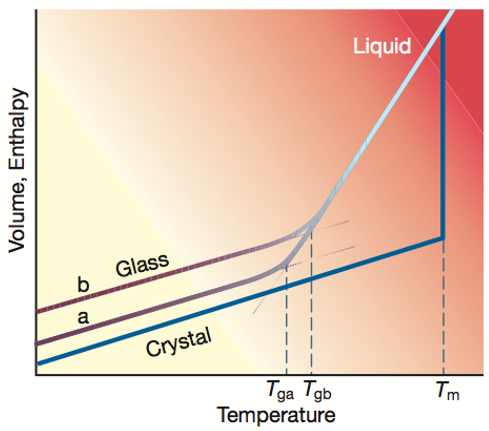 Volume, Enthalpy
Liquid
b
Glass
a
Crystal
Tga Tgb
Tm
Temperature